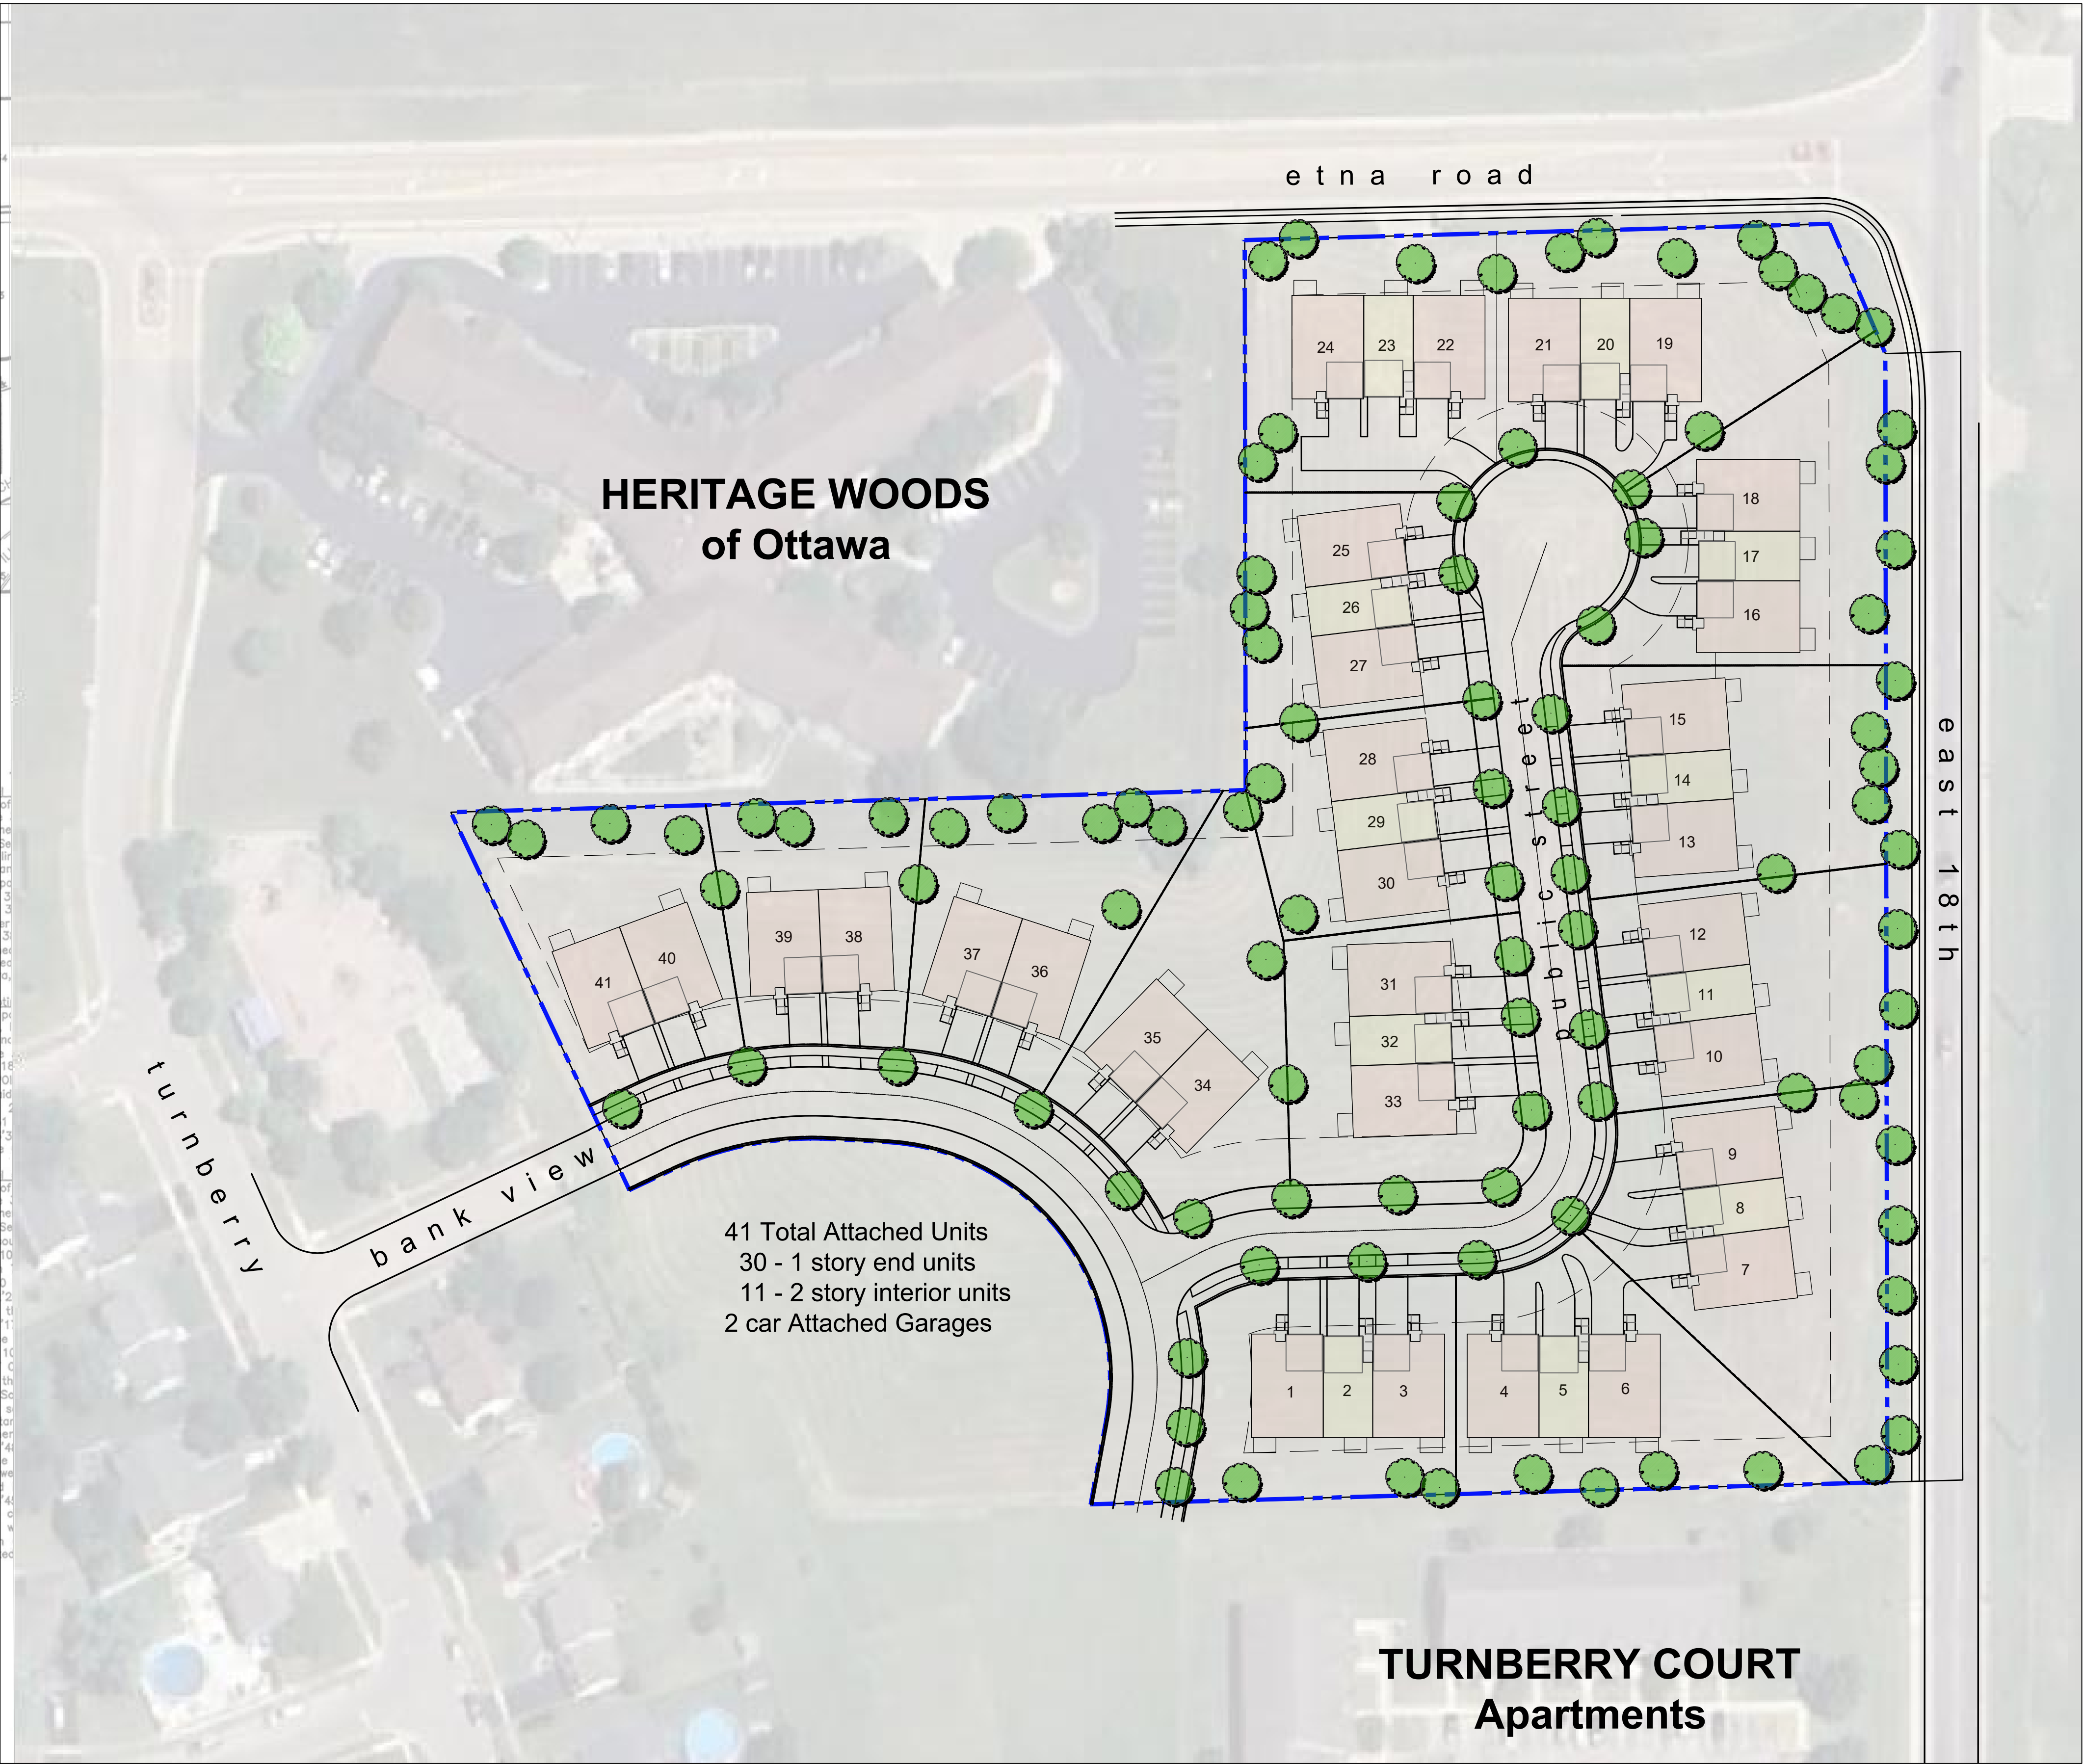 etna road
HERITAGE WOODS
of Ottawa
24 23 22 21 20 19
18
17
16
25
26
27
28
29
30
15
14
13
12
11
10
31
32
33
9
8
7
41 40 39 38 37 36 35 34
public street
east 18th
turnberry
bank view
41 Total Attached Units
30 - 1 story end units
11 - 2 story interior units
2 car Attached Garages
1 2 3 4 5 6
TURNBERRY COURT
Apartments